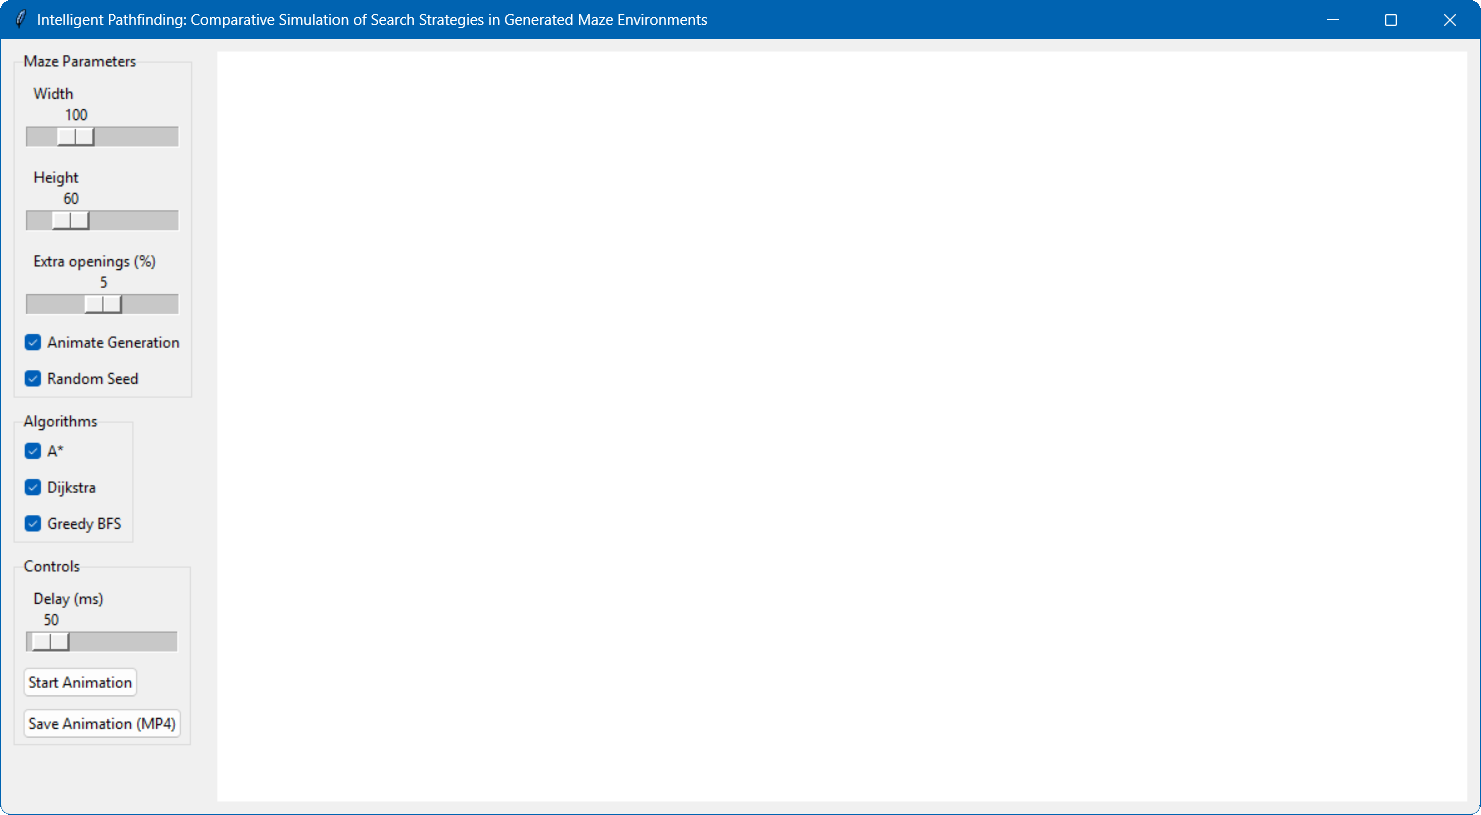 Intelligent Pathfinding: Comparative Simulation of Search Strategies in Generated Maze Environments
Maze Parameters
Width
100
Height
60
Extra openings (%)
5
Animate Generation
Random Seed
Algorithms
A*
Dijkstra
Greedy BFS
Controls
Delay (ms)
50
Start Animation
Save Animation (MP4)